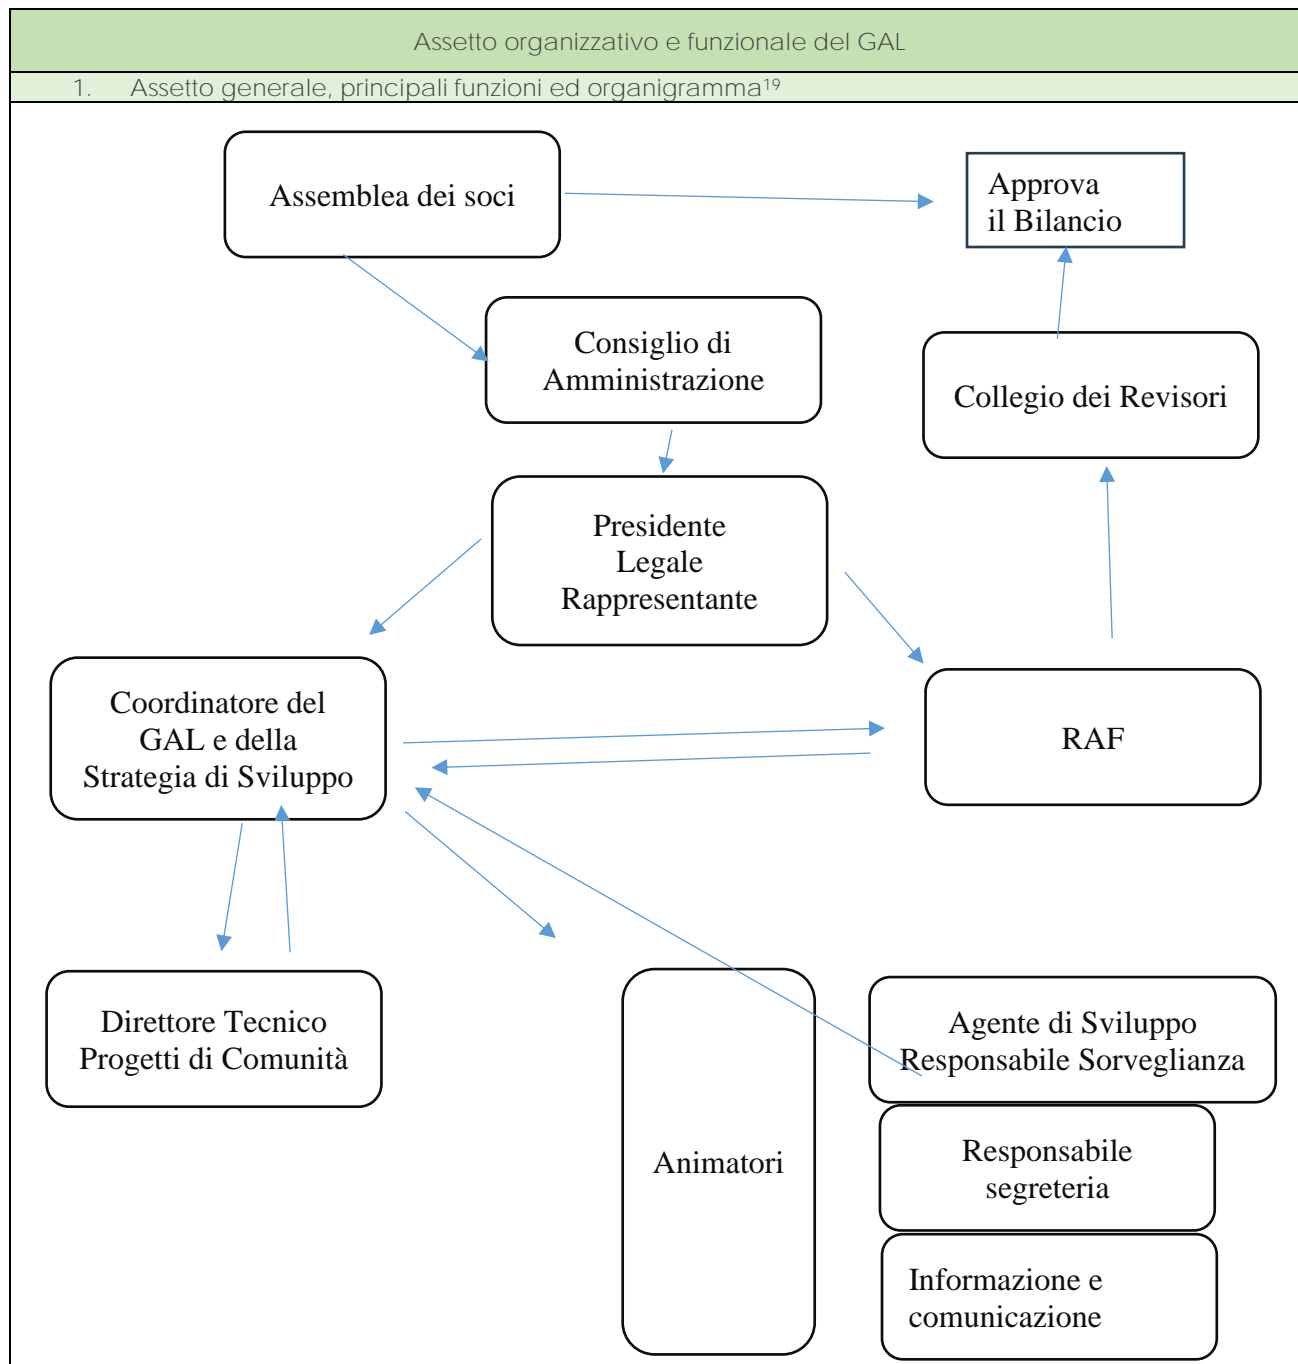 Assetto organizzativo e funzionale del GAL
1. Assetto generale, principali funzioni ed organigramma¹⁹
Assemblea dei soci
Approva
il Bilancio
Consiglio di
Amministrazione
Collegio dei Revisori
Presidente
Legale
Rappresentante
Coordinatore del
GAL e della
Strategia di Sviluppo
RAF
Direttore Tecnico
Progetti di Comunità
Animatori
Agente di Sviluppo
Responsabile Sorveglianza
Responsabile
segreteria
Informazione e
comunicazione